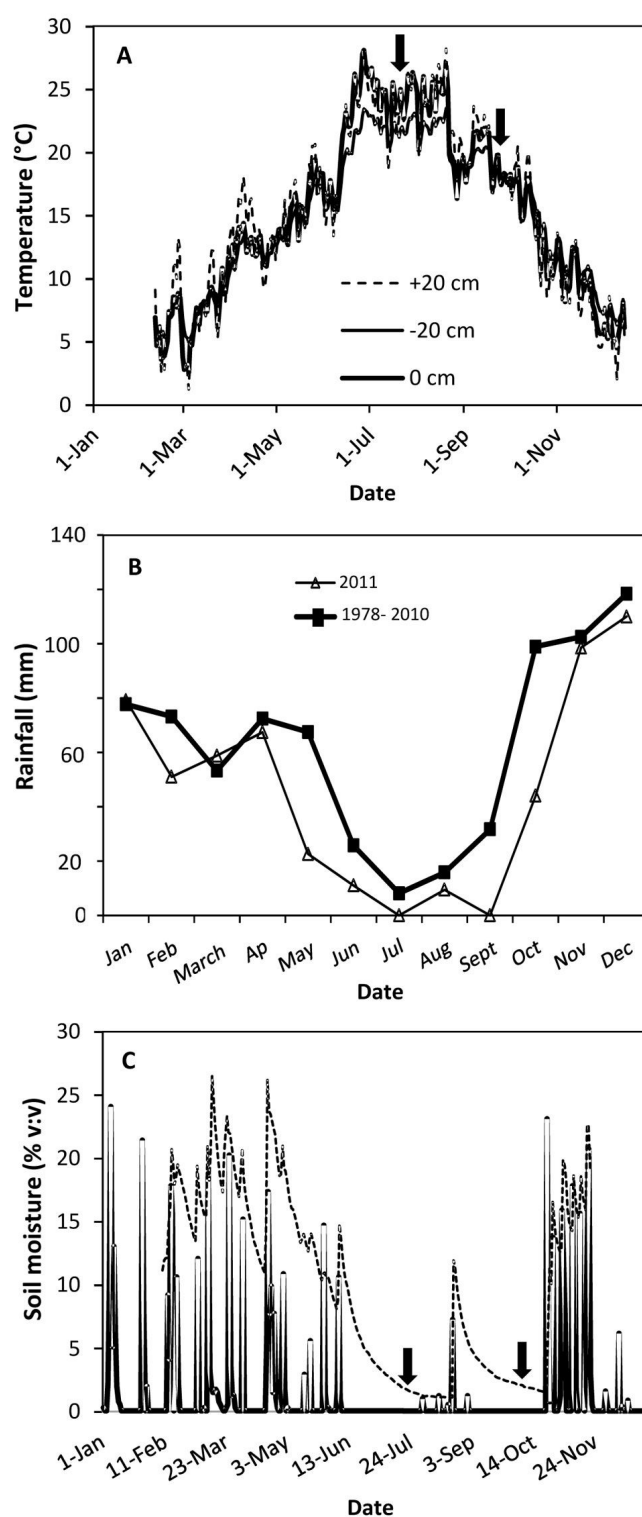 A
Temperature (°C)
30
25
20
15
10
5
0
+20 cm
-20 cm
0 cm
1-Jan
1-Mar
1-May
1-Jul
1-Sep
1-Nov
Date
B
Rainfall (mm)
140
100
60
20
0
2011
1978- 2010
Jan
Feb
March
Ap
May
Jun
Jul
Aug
Sept
Oct
Nov
Dec
Date
C
Soil moisture (% v:v)
30
25
20
15
10
5
0
1-Jan
11-Feb
23-Mar
3-May
13-Jun
24-Jul
3-Sep
14-Oct
24-Nov
Date